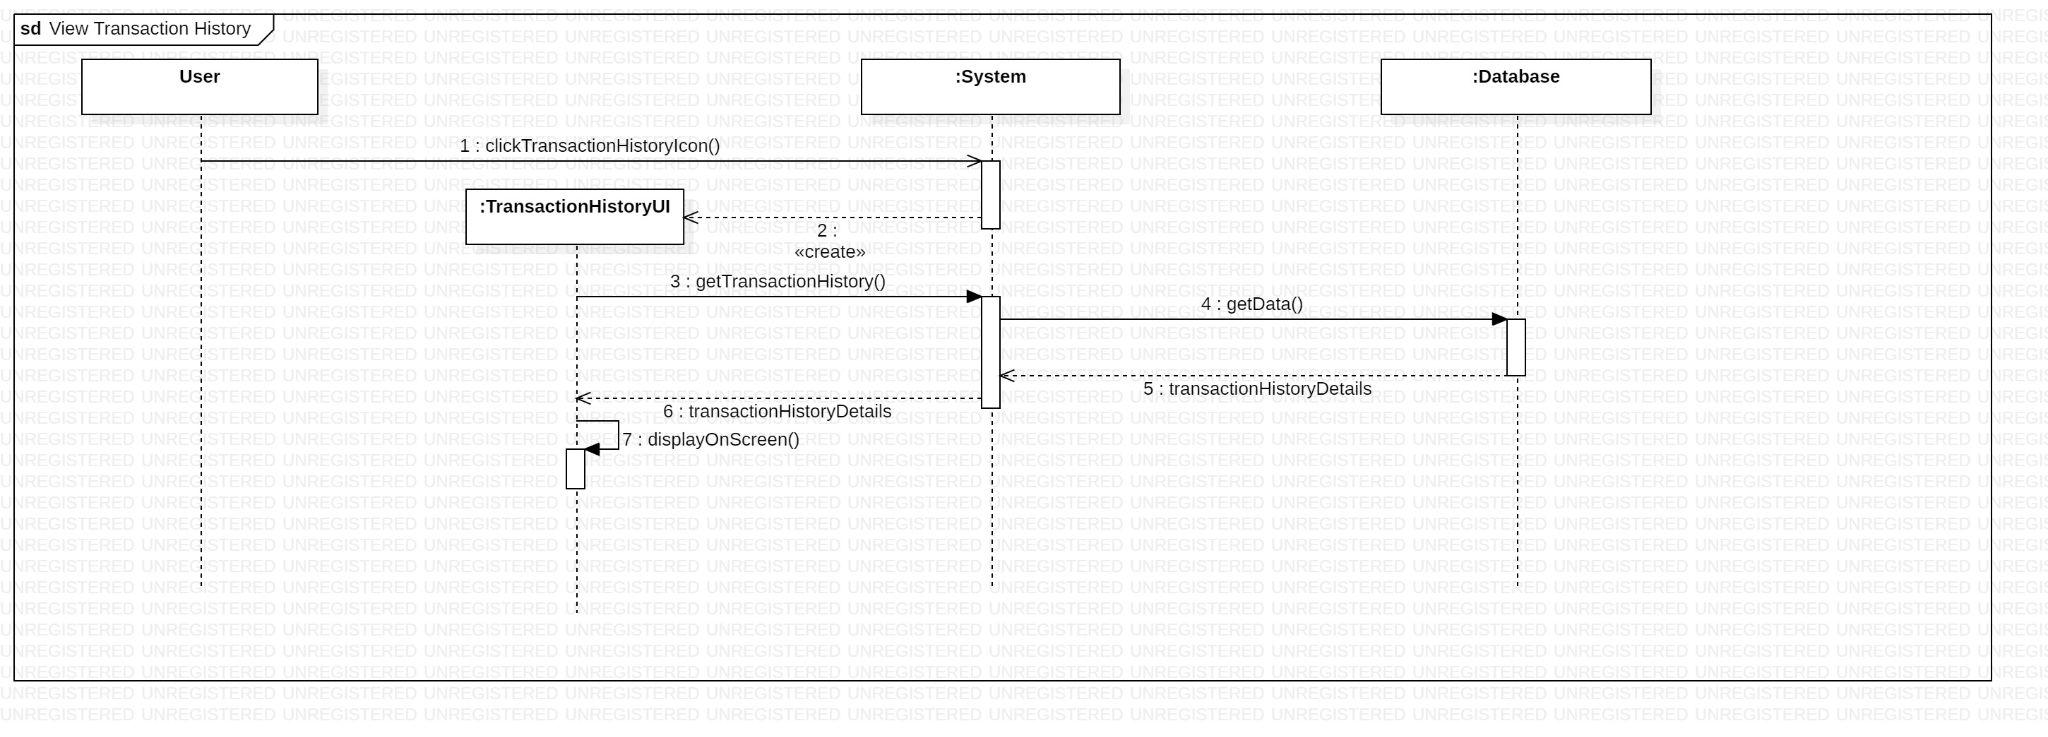 sd View Transaction History
User
:System
:Database
1 : clickTransactionHistoryIcon()
:TransactionHistoryUI
2 :
«create»
3 : getTransactionHistory()
4 : getData()
5 : transactionHistoryDetails
6 : transactionHistoryDetails
7 : displayOnScreen()
UNREGISTERED